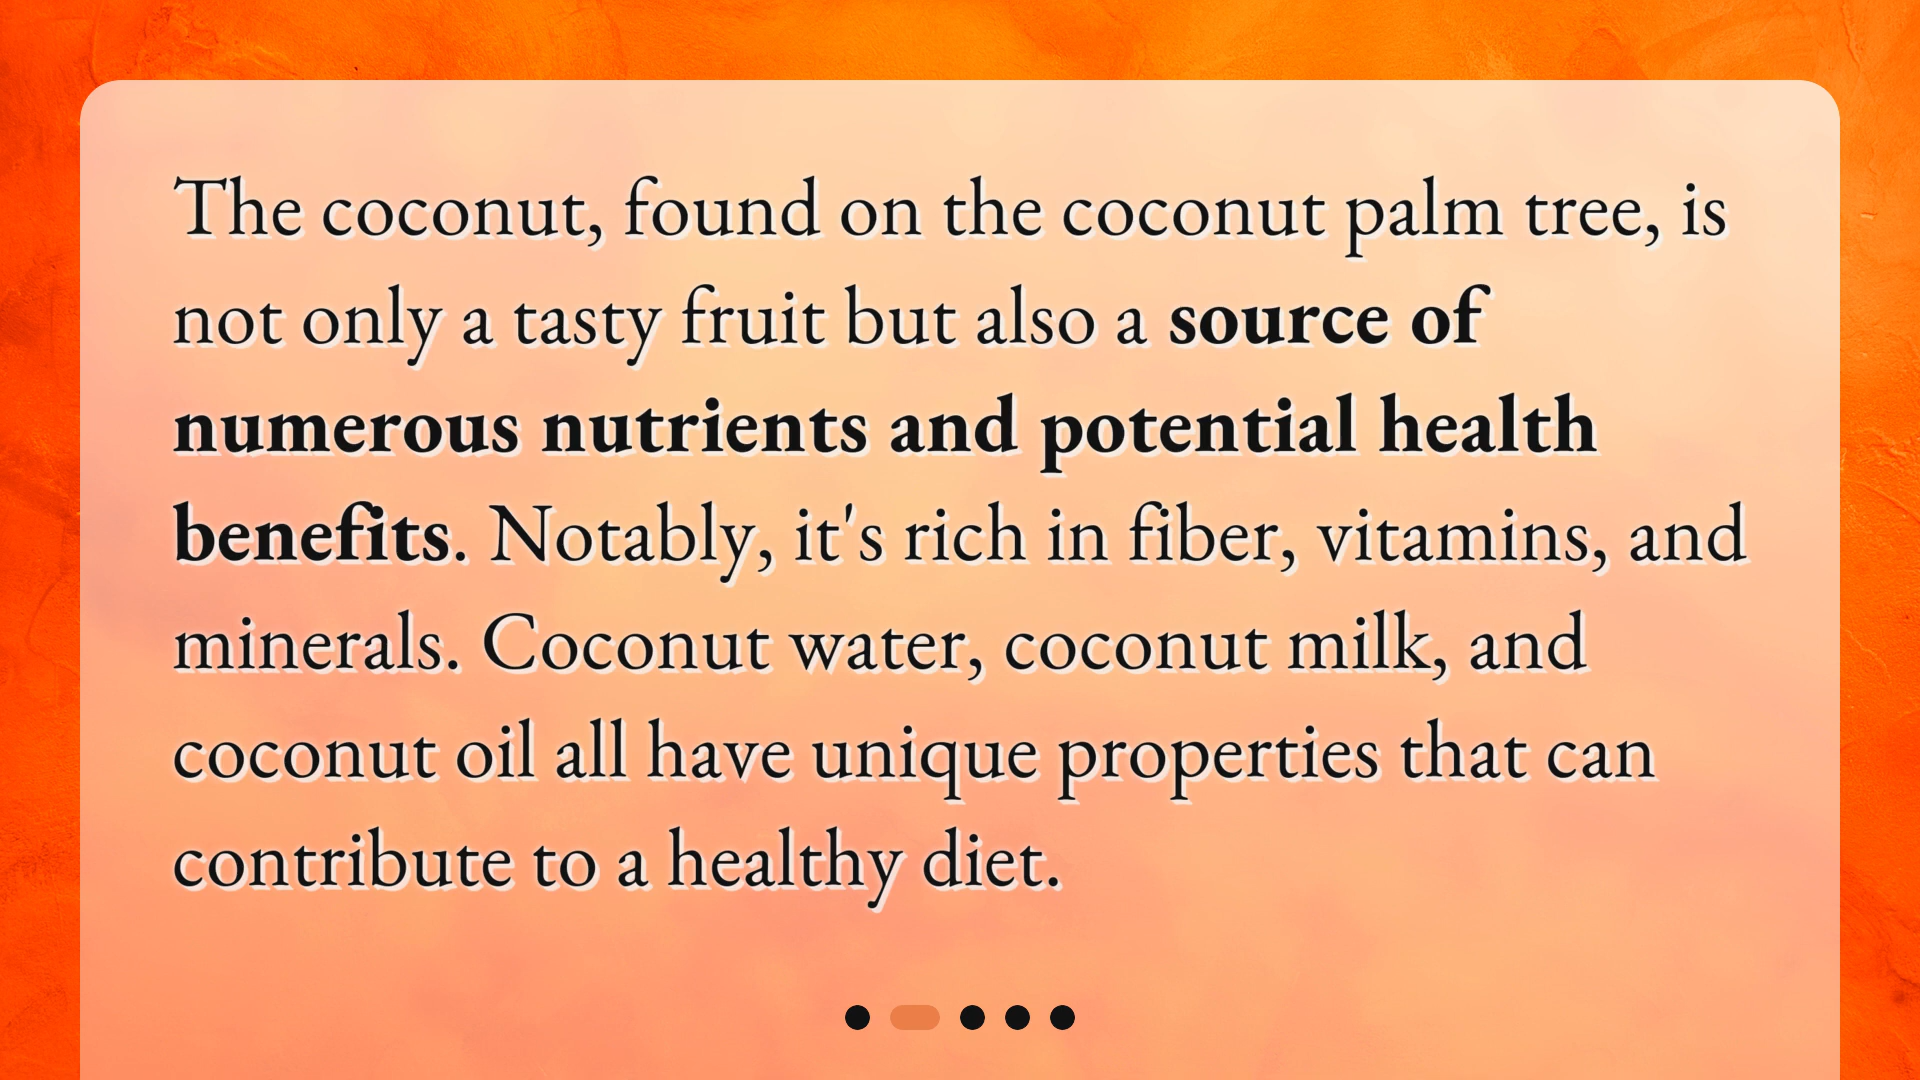 The coconut, found on the coconut palm tree, is
not only a tasty fruit but also a source of
numerous nutrients and potential health
benefits. Notably, it's rich in fiber, vitamins, and
minerals. Coconut water, coconut milk, and
coconut oil all have unique properties that can
contribute to a healthy diet.